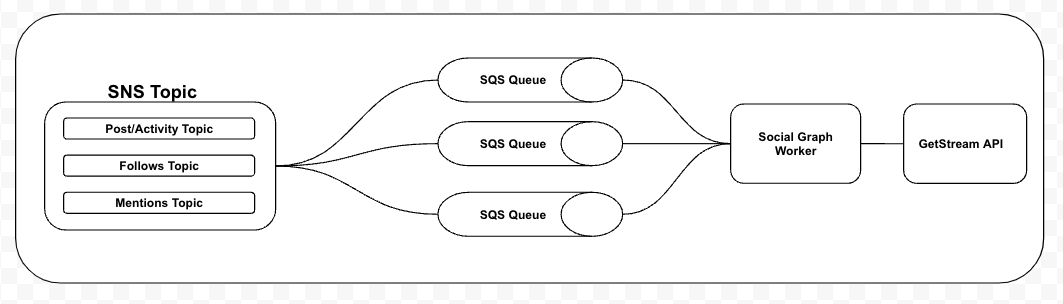 SNS Topic
Post/Activity Topic
Follows Topic
Mentions Topic
SQS Queue
SQS Queue
SQS Queue
Social Graph
Worker
GetStream API